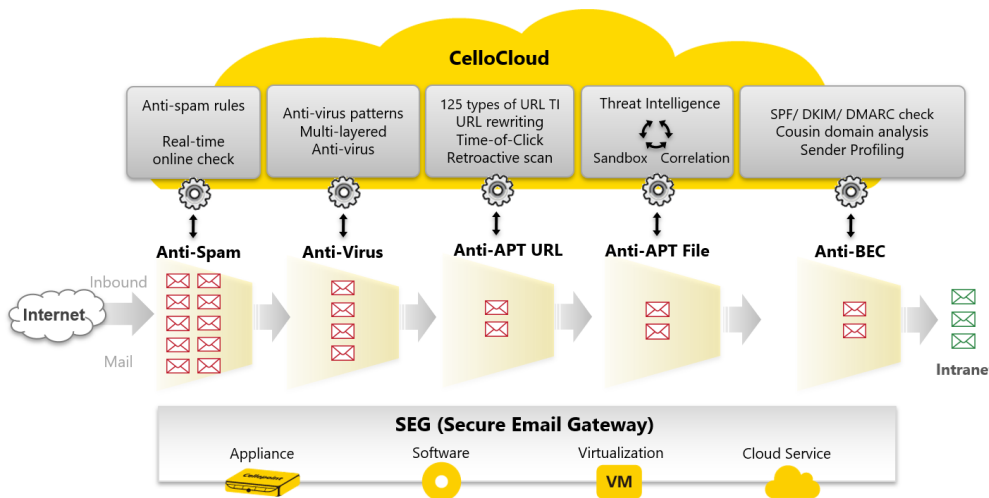 CelloCloud
Anti-spam rules
Real-time
online check
Anti-virus patterns
Multi-layered
Anti-virus
125 types of URL TI
URL rewriting
Time-of-Click
Retroactive scan
Threat Intelligence
Sandbox Correlation
SPF/ DKIM/ DMARC check
Cousin domain analysis
Sender Profiling
Anti-Spam
Anti-Virus
Anti-APT URL
Anti-APT File
Anti-BEC
Inbound
Internet
Mail
Intrane
SEG (Secure Email Gateway)
Appliance
Software
Virtualization
Cloud Service
Cellopoint
VM